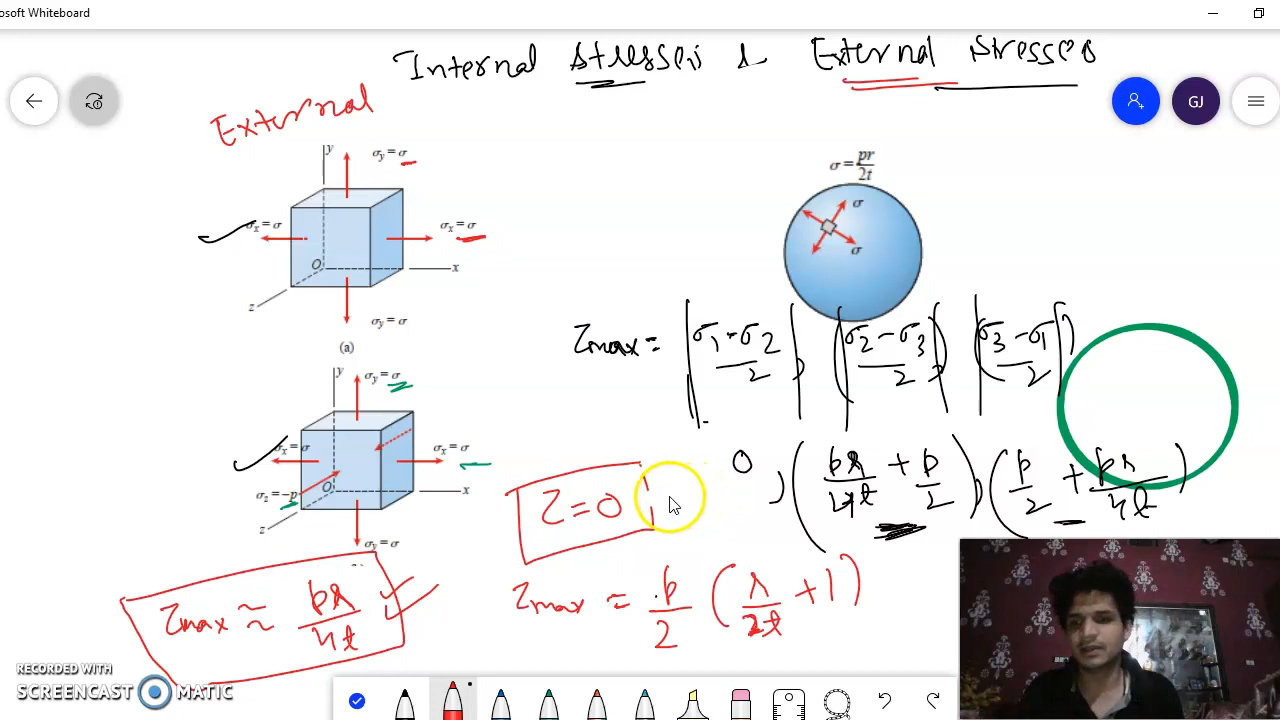 osoft Whiteboard
Internal Stresses & External Stresses
GJ
External
y
σy = σ
σx = σ
σx = σ
O
x
z
σy = σ
(a)
σ = pr/2t
σ
σ
τmax = |σ1 - σ2 / 2|, |σ2 - σ3 / 2|, |σ3 - σ1 / 2|
y
σy = σ
σx = σ
σx = σ
σz = -p
O
x
z
σy = σ
0, (pr/4t + p/2), (p/2 + pr/4t)
τ = 0
τmax = p/2 (r/2t + 1)
τmax ≈ pr/4t
RECORDED WITH
SCREENCAST MATIC